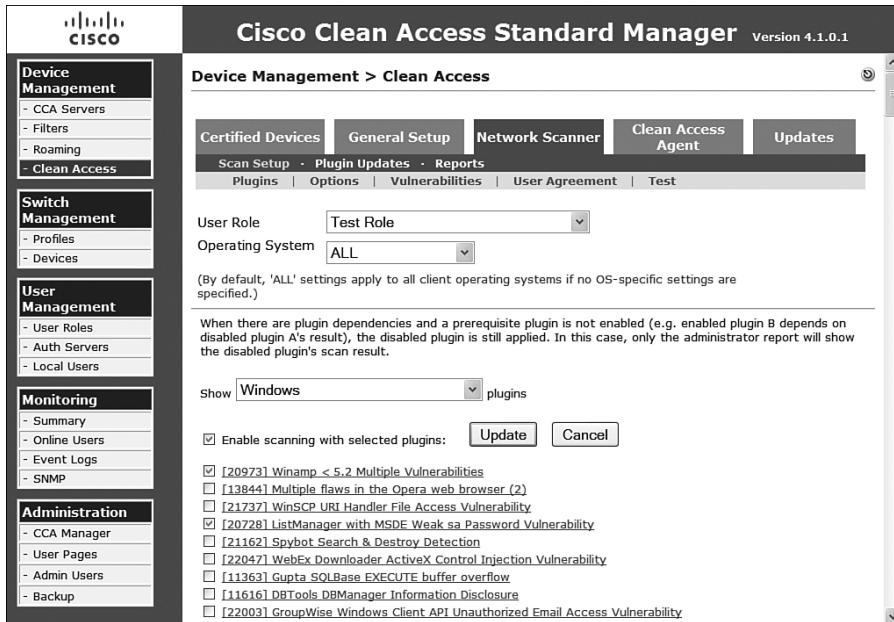 CISCO
Cisco Clean Access Standard Manager Version 4.1.0.1
Device Management
- CCA Servers
- Filters
- Roaming
- Clean Access
Switch Management
- Profiles
- Devices
User Management
- User Roles
- Auth Servers
- Local Users
Monitoring
- Summary
- Online Users
- Event Logs
- SNMP
Administration
- CCA Manager
- User Pages
- Admin Users
- Backup
Device Management > Clean Access
Certified Devices
General Setup
Network Scanner
Clean Access Agent
Updates
Scan Setup · Plugin Updates · Reports
Plugins | Options | Vulnerabilities | User Agreement | Test
User Role Test Role
Operating System ALL
(By default, 'ALL' settings apply to all client operating systems if no OS-specific settings are
specified.)
When there are plugin dependencies and a prerequisite plugin is not enabled (e.g. enabled plugin B depends on
disabled plugin A's result), the disabled plugin is still applied. In this case, only the administrator report will show
the disabled plugin's scan result.
Show Windows plugins
Enable scanning with selected plugins: Update Cancel
[20973] Winamp < 5.2 Multiple Vulnerabilities
[13844] Multiple flaws in the Opera web browser (2)
[21737] WinSCP URI Handler File Access Vulnerability
[20728] ListManager with MSDE Weak sa Password Vulnerability
[21162] Spybot Search & Destroy Detection
[22047] WebEx Downloader ActiveX Control Injection Vulnerability
[11363] Gupta SQLBase EXECUTE buffer overflow
[11616] DBTools DBManager Information Disclosure
[22003] GroupWise Windows Client API Unauthorized Email Access Vulnerability